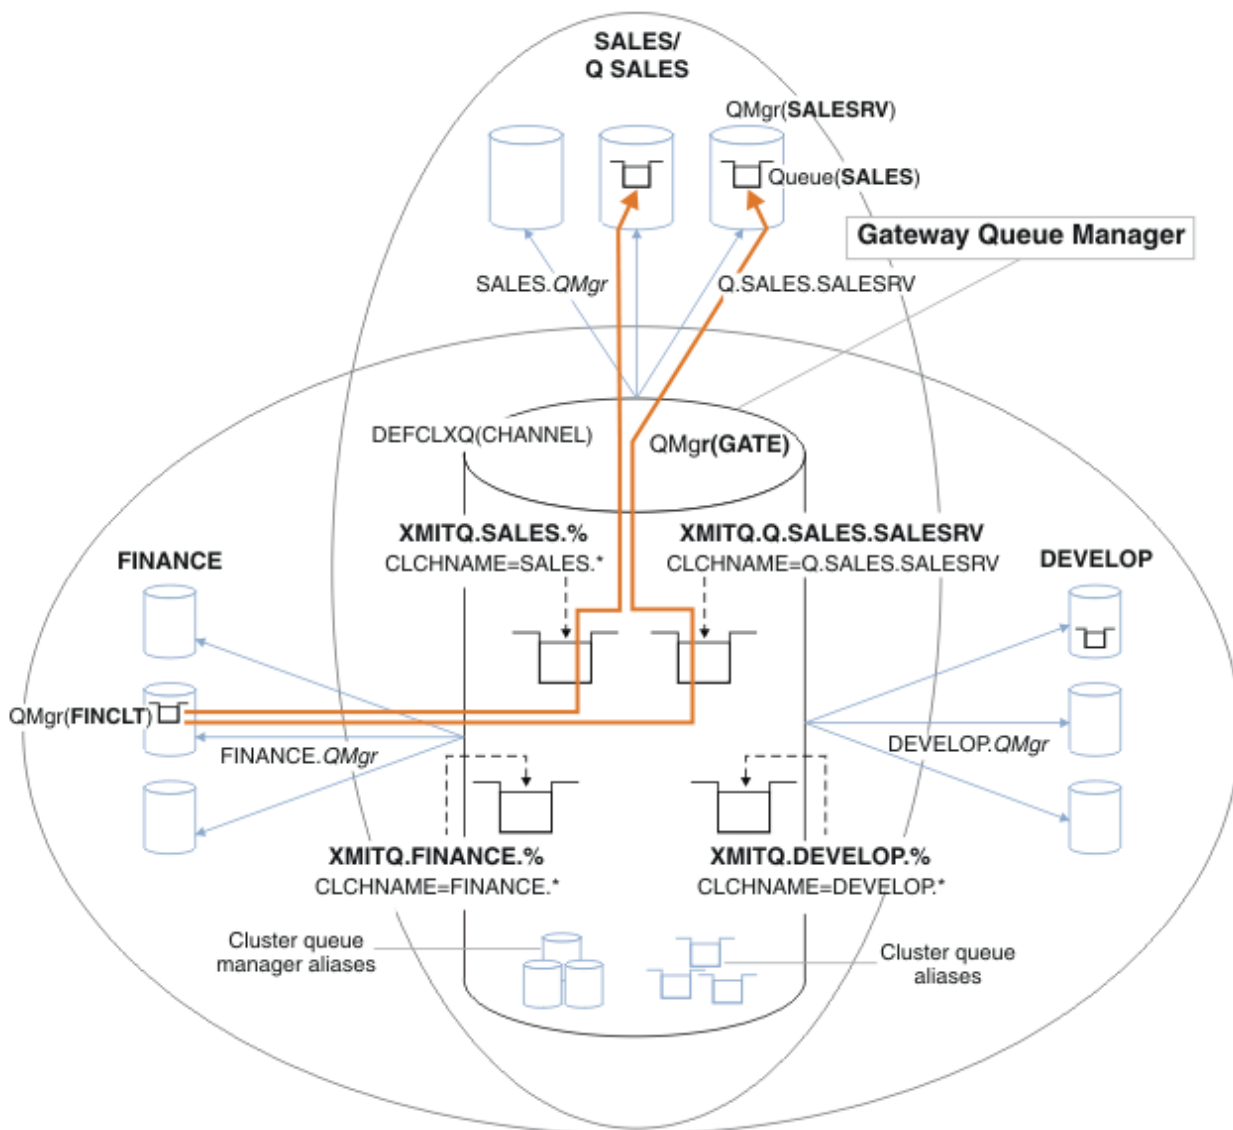 SALES/
Q SALES
QMgr(SALESRV)
Queue(SALES)
Gateway Queue Manager
SALES.QMgr
Q.SALES.SALESRV
DEFCLXQ(CHANNEL)
QMgr(GATE)
XMITQ.SALES.%
CLCHNAME=SALES.*
XMITQ.Q.SALES.SALESRV
CLCHNAME=Q.SALES.SALESRV
FINANCE
DEVELOP
QMgr(FINCLT)
FINANCE.QMgr
DEVELOP.QMgr
XMITQ.FINANCE.%
CLCHNAME=FINANCE.*
XMITQ.DEVELOP.%
CLCHNAME=DEVELOP.*
Cluster queue
manager aliases
Cluster queue
aliases